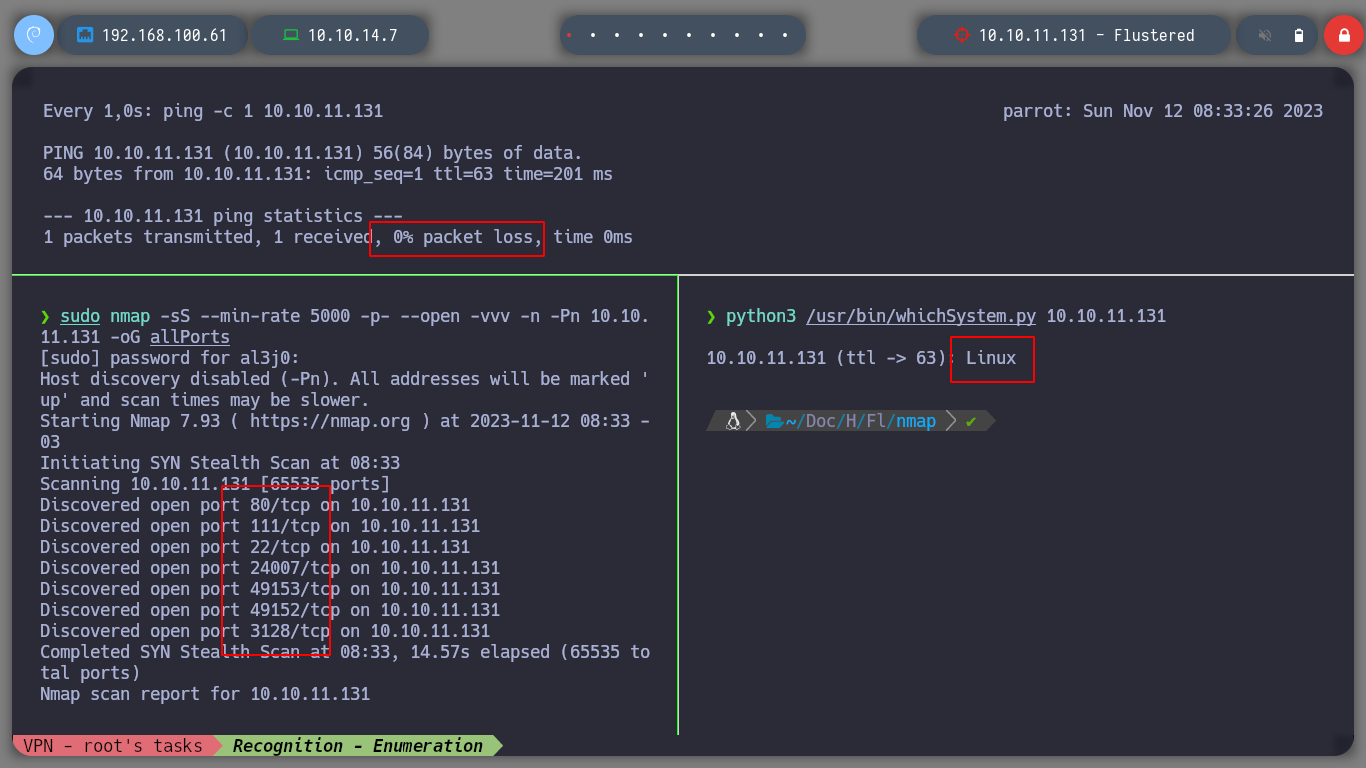 192.168.100.61
10.10.14.7
10.10.11.131 - Flustered
Every 1,0s: ping -c 1 10.10.11.131
parrot: Sun Nov 12 08:33:26 2023
PING 10.10.11.131 (10.10.11.131) 56(84) bytes of data.
64 bytes from 10.10.11.131: icmp_seq=1 ttl=63 time=201 ms
--- 10.10.11.131 ping statistics ---
1 packets transmitted, 1 received, 0% packet loss, time 0ms
❯ sudo nmap -sS --min-rate 5000 -p- --open -vvv -n -Pn 10.10.
11.131 -oG allPorts
[sudo] password for al3j0:
Host discovery disabled (-Pn). All addresses will be marked '
up' and scan times may be slower.
Starting Nmap 7.93 ( https://nmap.org ) at 2023-11-12 08:33 -
03
Initiating SYN Stealth Scan at 08:33
Scanning 10.10.11.131 [65535 ports]
Discovered open port 80/tcp on 10.10.11.131
Discovered open port 111/tcp on 10.10.11.131
Discovered open port 22/tcp on 10.10.11.131
Discovered open port 24007/tcp on 10.10.11.131
Discovered open port 49153/tcp on 10.10.11.131
Discovered open port 49152/tcp on 10.10.11.131
Discovered open port 3128/tcp on 10.10.11.131
Completed SYN Stealth Scan at 08:33, 14.57s elapsed (65535 to
tal ports)
Nmap scan report for 10.10.11.131
❯ python3 /usr/bin/whichSystem.py 10.10.11.131
10.10.11.131 (ttl -> 63): Linux
~/Doc/H/Fl/nmap ✔
VPN - root's tasks
Recognition - Enumeration